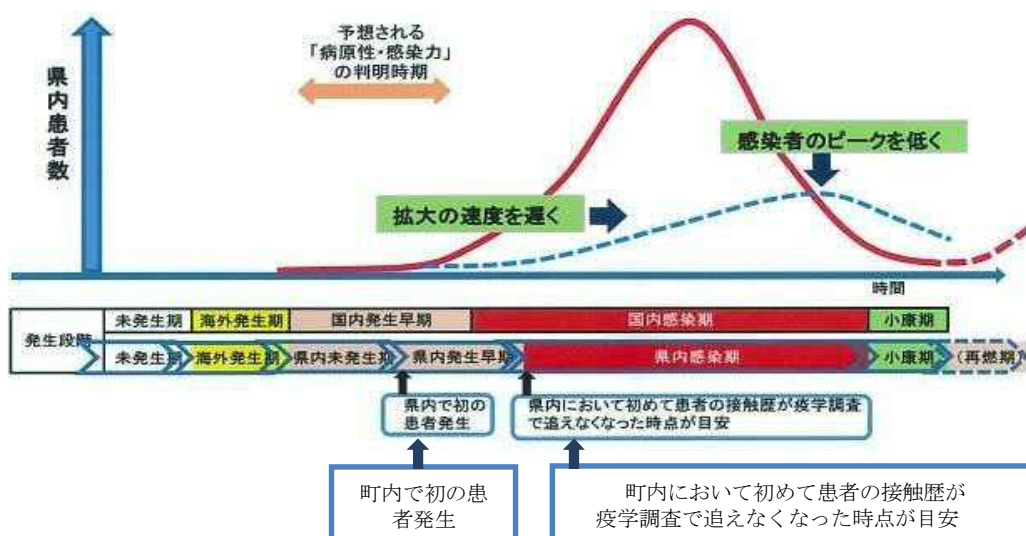 県内患者数
予想される
「病原性・感染力」
の判明時期
感染者のピークを低く
拡大の速度を遅く
時間
発生段階
未発生期 海外発生期 国内発生早期 国内感染期 小康期
未発生期 海外発生期 県内未発生期 県内発生早期 県内感染期 小康期 (再燃期)
県内で初の
患者発生
県内において初めて患者の接触歴が疫学調査
で追えなくなった時点が目安
町内で初の患
者発生
町内において初めて患者の接触歴が
疫学調査で追えなくなった時点が目安